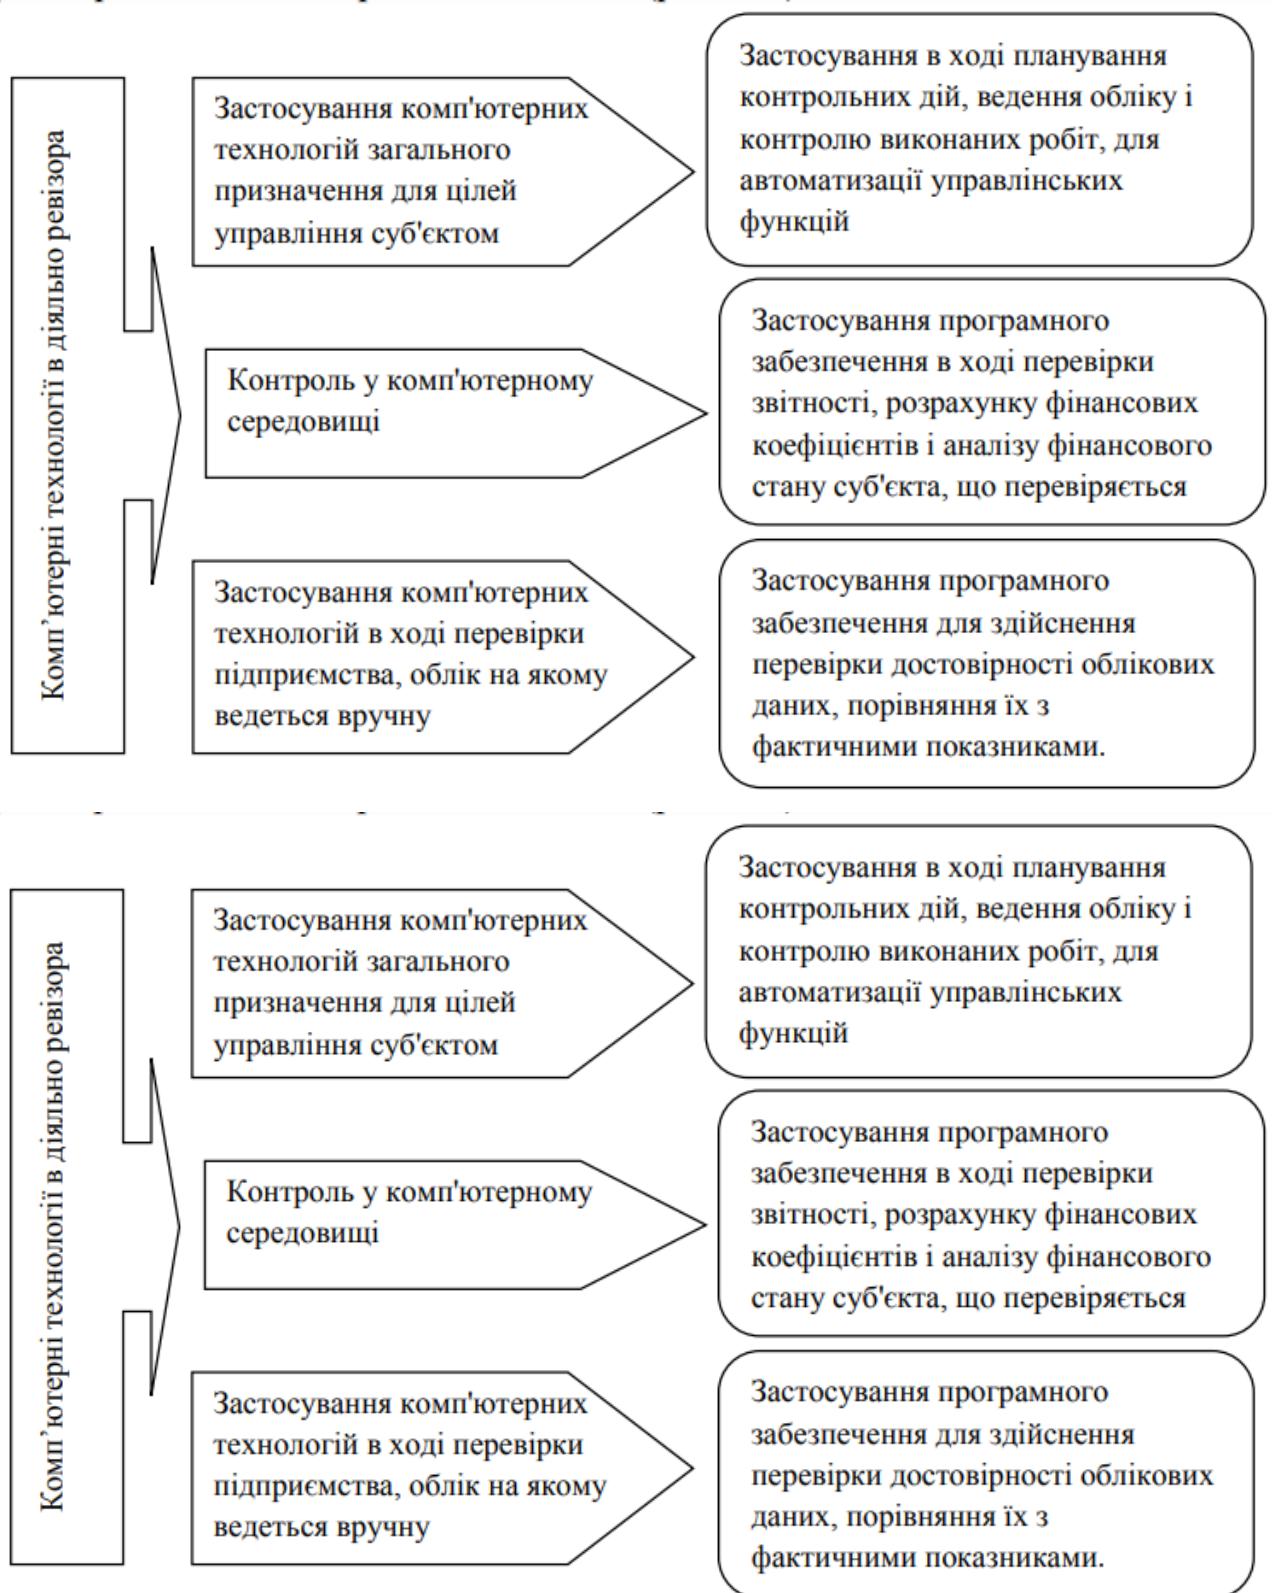 Комп’ютерні технології в діяльно ревізора
Застосування комп'ютерних
технологій загального
призначення для цілей
управління суб'єктом
Застосування в ході планування
контрольних дій, ведення обліку і
контролю виконаних робіт, для
автоматизації управлінських
функцій
Контроль у комп'ютерному
середовищі
Застосування програмного
забезпечення в ході перевірки
звітності, розрахунку фінансових
коефіцієнтів і аналізу фінансового
стану суб'єкта, що перевіряється
Застосування комп'ютерних
технологій в ході перевірки
підприємства, облік на якому
ведеться вручну
Застосування програмного
забезпечення для здійснення
перевірки достовірності облікових
даних, порівняння їх з
фактичними показниками.
Комп’ютерні технології в діяльно ревізора
Застосування комп'ютерних
технологій загального
призначення для цілей
управління суб'єктом
Застосування в ході планування
контрольних дій, ведення обліку і
контролю виконаних робіт, для
автоматизації управлінських
функцій
Контроль у комп'ютерному
середовищі
Застосування програмного
забезпечення в ході перевірки
звітності, розрахунку фінансових
коефіцієнтів і аналізу фінансового
стану суб'єкта, що перевіряється
Застосування комп'ютерних
технологій в ході перевірки
підприємства, облік на якому
ведеться вручну
Застосування програмного
забезпечення для здійснення
перевірки достовірності облікових
даних, порівняння їх з
фактичними показниками.